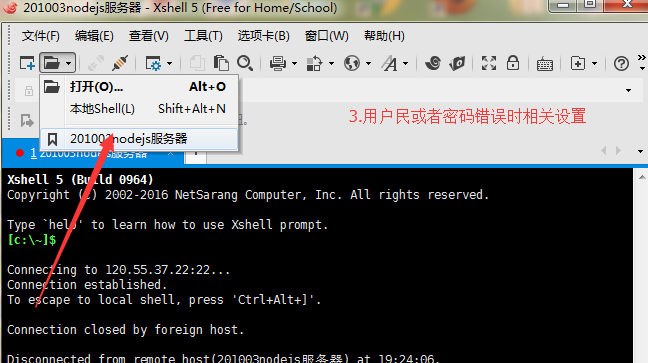 201003nodejs服务器 - Xshell 5 (Free for Home/School)
文件(F) 编辑(E) 查看(V) 工具(T) 选项卡(B) 窗口(W) 帮助(H)
打开(O)... Alt+O
本地Shell(L) Shift+Alt+N
3.用户民或者密码错误时相关设置
201003nodejs服务器
1 201003nodejs服务器
Xshell 5 (Build 0964)
Copyright (c) 2002-2016 NetSarang Computer, Inc. All rights reserved.
Type `help' to learn how to use Xshell prompt.
[c:\~]$
Connecting to 120.55.37.22:22...
Connection established.
To escape to local shell, press 'Ctrl+Alt+]'.
Connection closed by foreign host.
Disconnected from remote host(201003nodejs服务器) at 19:24:06.